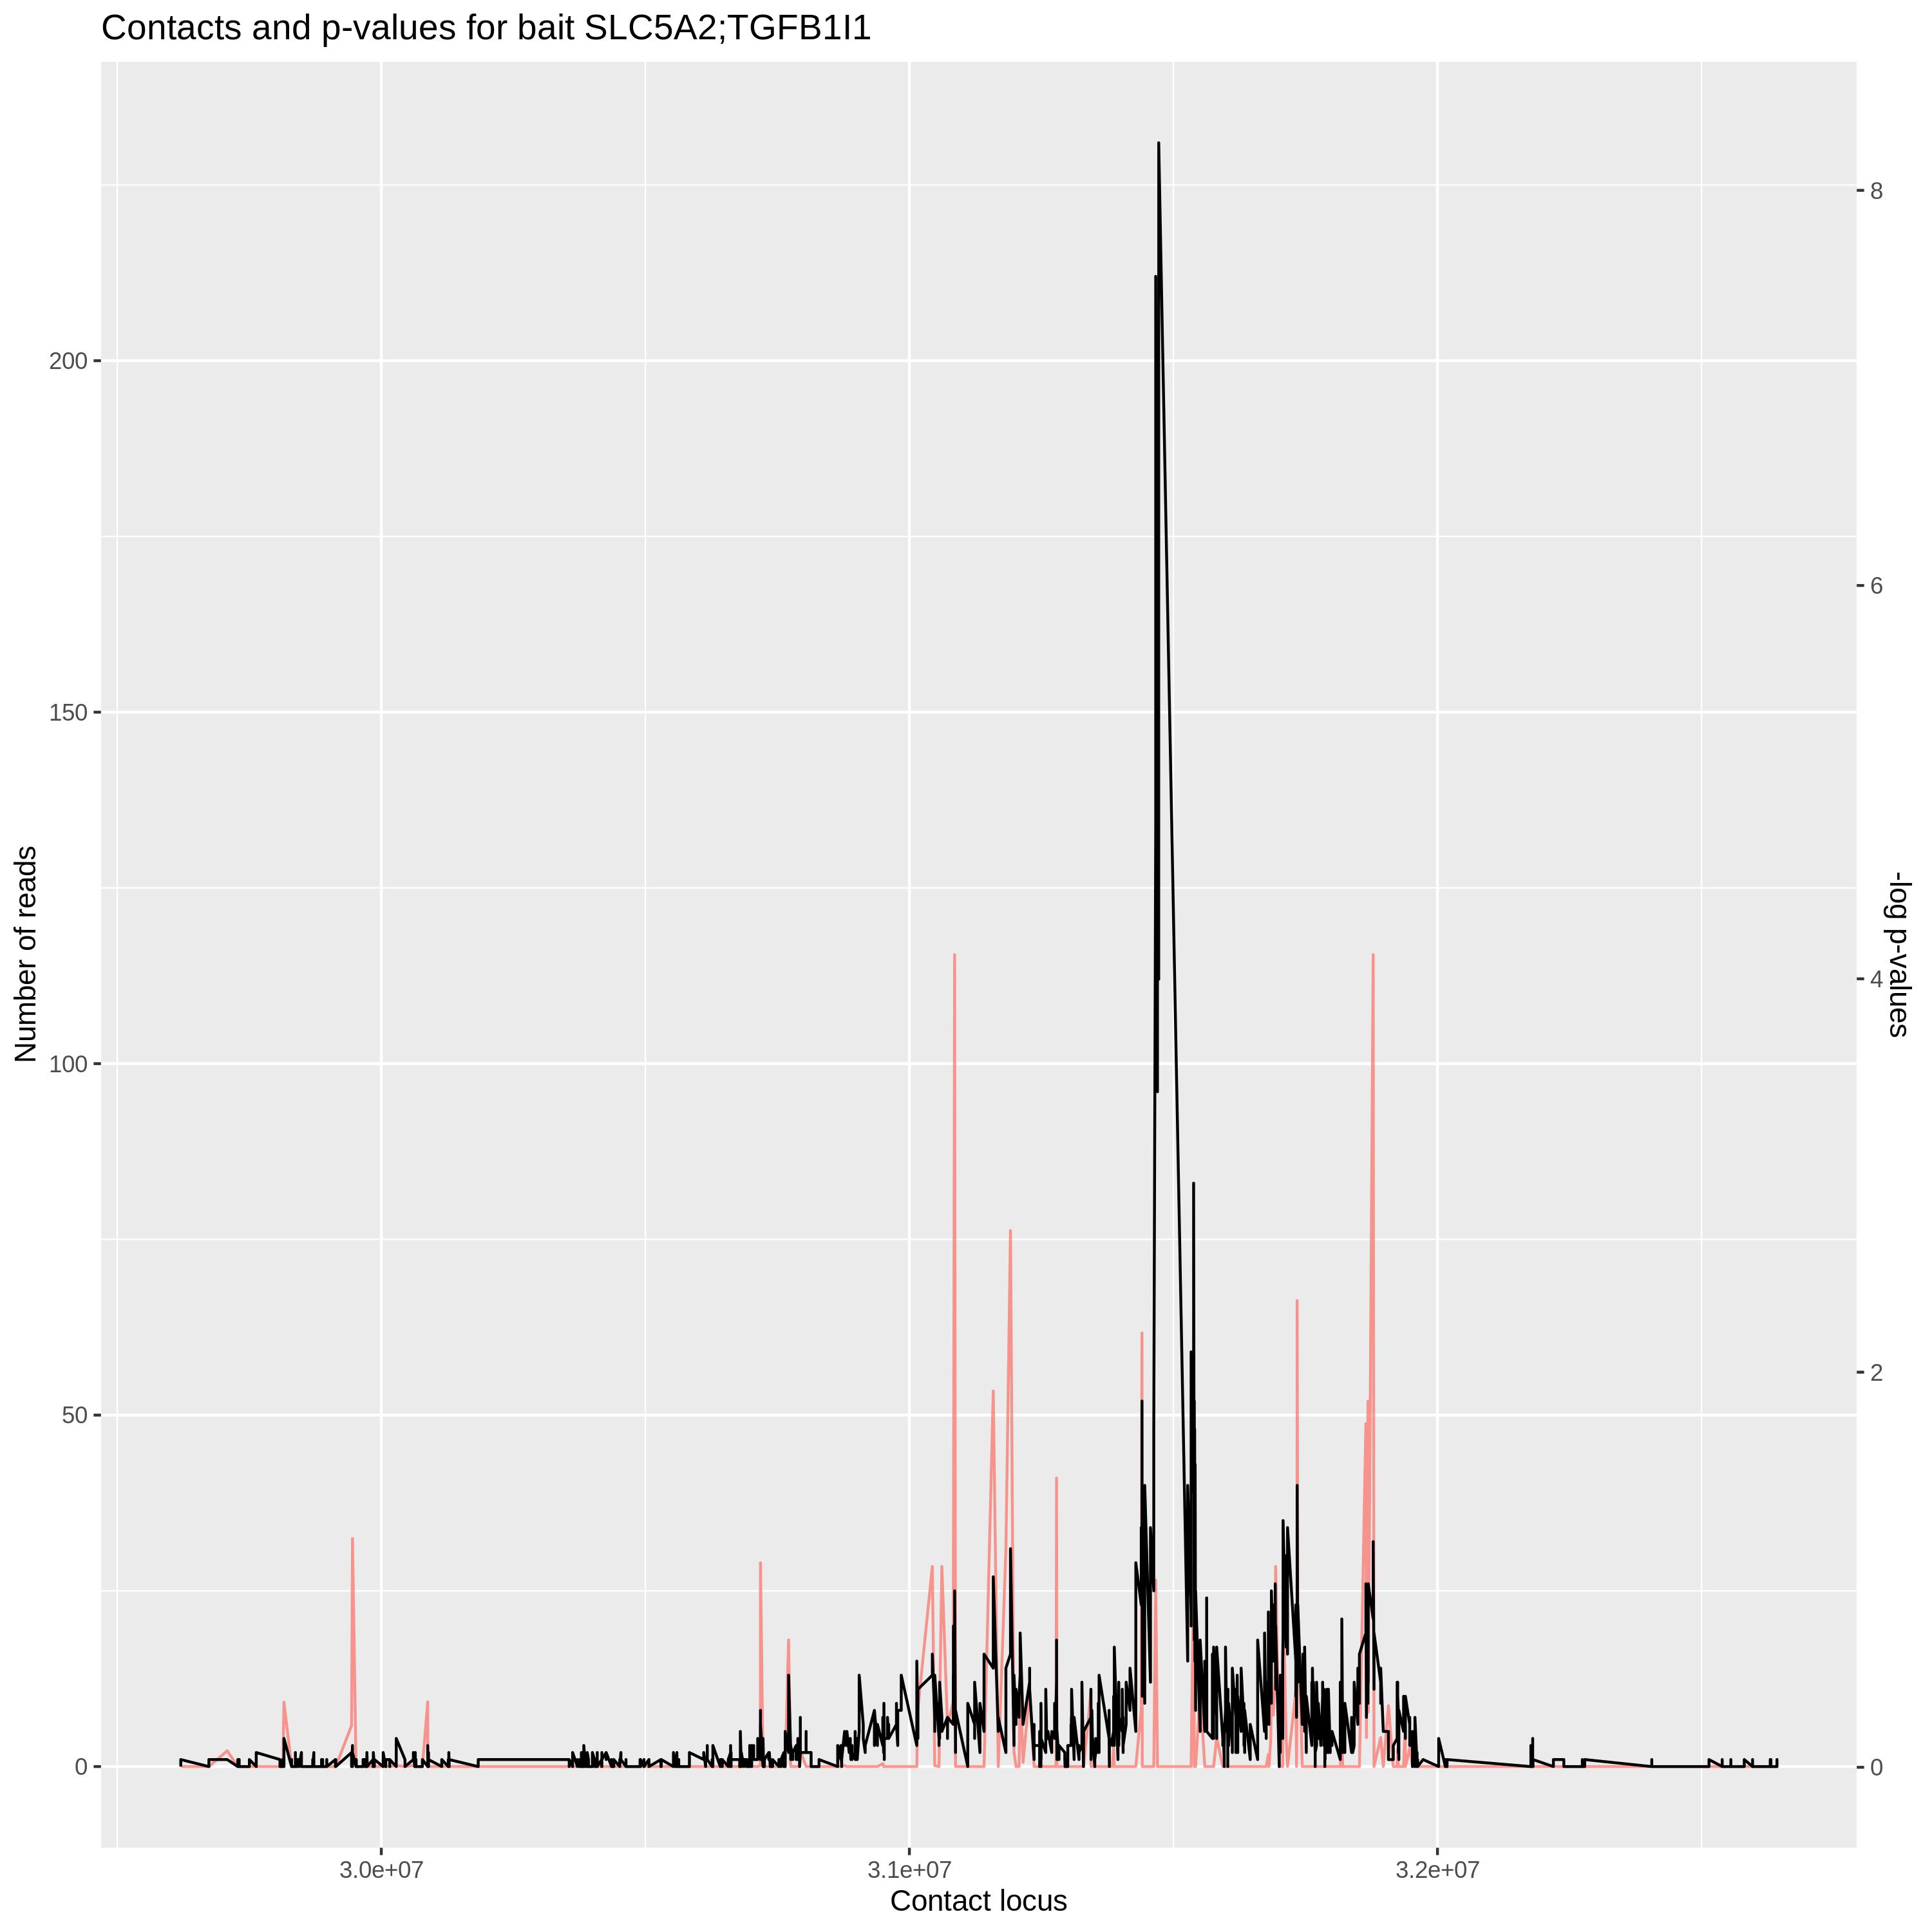 Contacts and p-values for bait SLC5A2;TGFB1I1
Number of reads
200
150
100
50
0
8
6
4
2
0
-log p-values
3.0e+07
3.1e+07
3.2e+07
Contact locus